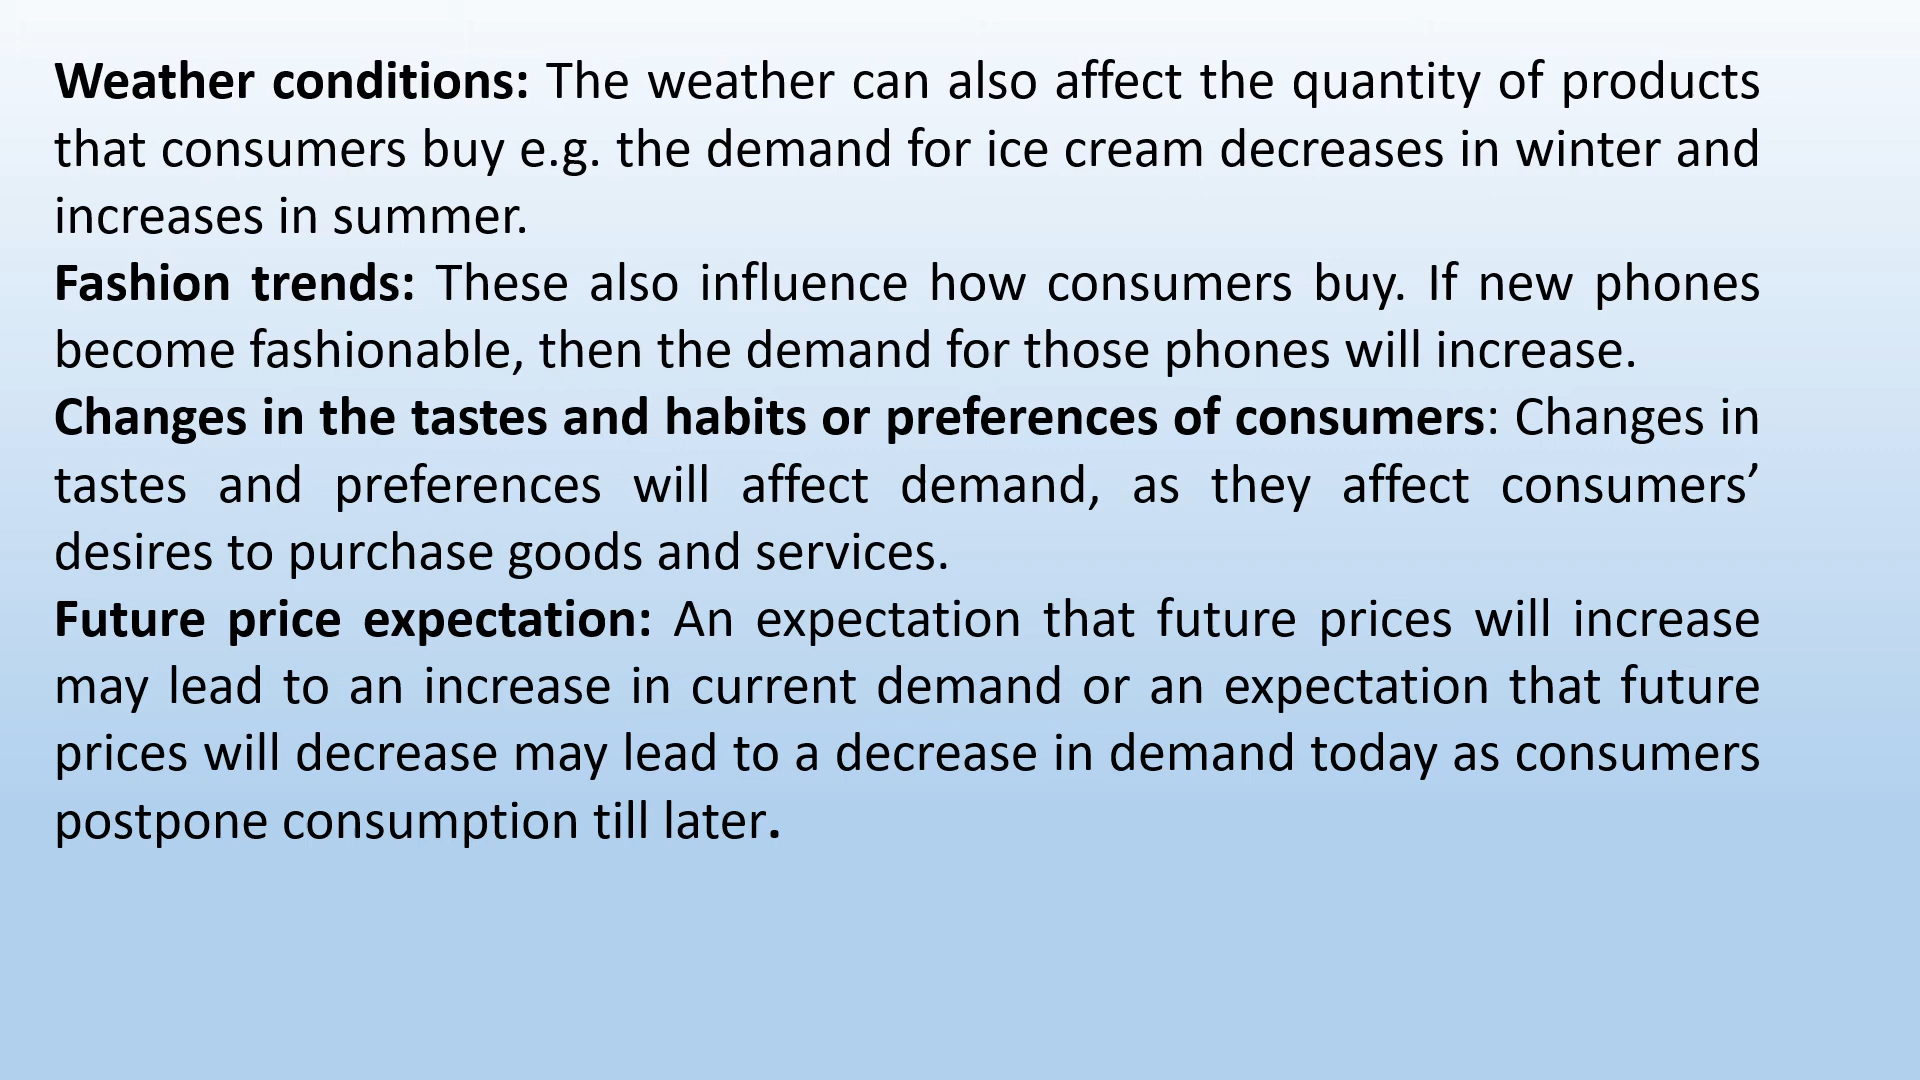 Weather conditions: The weather can also affect the quantity of products
that consumers buy e.g. the demand for ice cream decreases in winter and
increases in summer.
Fashion trends: These also influence how consumers buy. If new phones
become fashionable, then the demand for those phones will increase.
Changes in the tastes and habits or preferences of consumers: Changes in
tastes and preferences will affect demand, as they affect consumers’
desires to purchase goods and services.
Future price expectation: An expectation that future prices will increase
may lead to an increase in current demand or an expectation that future
prices will decrease may lead to a decrease in demand today as consumers
postpone consumption till later.